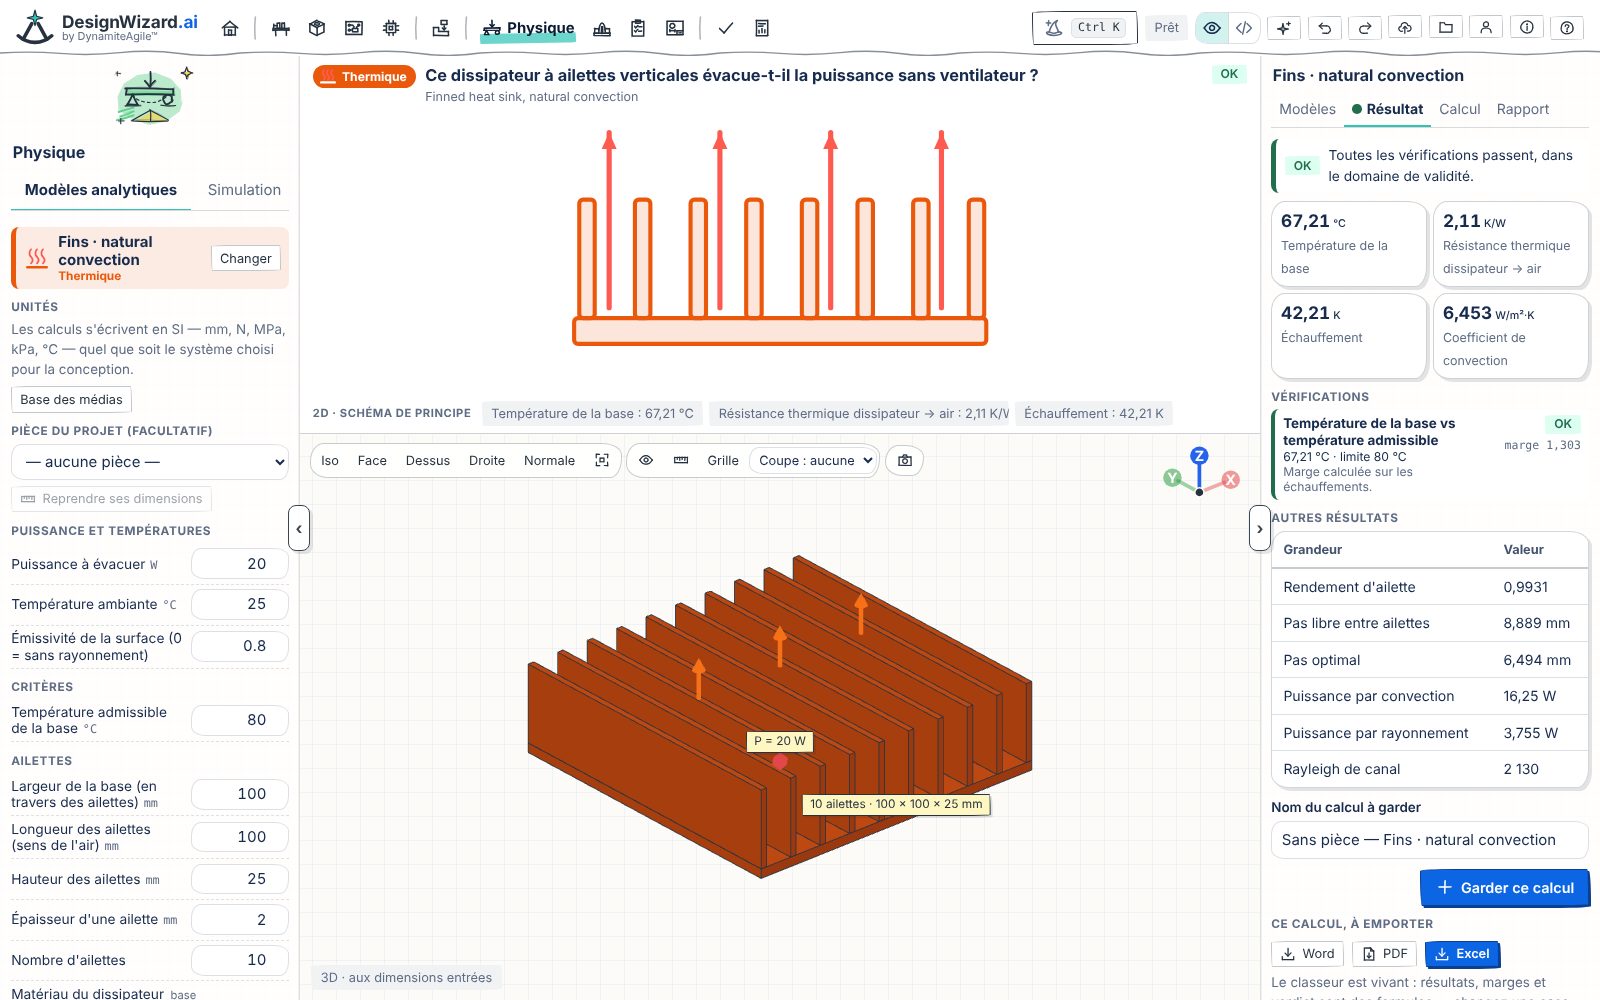 DesignWizard.ai
by DynamiteAgile™
Physique
Ctrl K
Prêt
Physique
Modèles analytiques
Simulation
Fins · natural
convection
Thermique
Changer
UNITÉS
Les calculs s'écrivent en SI — mm, N, MPa,
kPa, °C — quel que soit le système choisi
pour la conception.
Base des médias
PIÈCE DU PROJET (FACULTATIF)
— aucune pièce —
Reprendre ses dimensions
PUISSANCE ET TEMPÉRATURES
Puissance à évacuer W
20
Température ambiante °C
25
Émissivité de la surface (0
= sans rayonnement)
0.8
CRITÈRES
Température admissible
de la base °C
80
AILETTES
Largeur de la base (en
travers des ailettes) mm
100
Longueur des ailettes
(sens de l'air) mm
100
Hauteur des ailettes mm
25
Épaisseur d'une ailette mm
2
Nombre d'ailettes
10
Matériau du dissipateur base
Thermique
Ce dissipateur à ailettes verticales évacue-t-il la puissance sans ventilateur ?
Finned heat sink, natural convection
OK
2D · SCHÉMA DE PRINCIPE
Température de la base : 67,21 °C
Résistance thermique dissipateur → air : 2,11 K/W
Échauffement : 42,21 K
Iso
Face
Dessus
Droite
Normale
Grille
Coupe : aucune
Z
Y
X
P = 20 W
10 ailettes · 100 × 100 × 25 mm
3D · aux dimensions entrées
Fins · natural convection
Modèles
Résultat
Calcul
Rapport
OK
Toutes les vérifications passent, dans
le domaine de validité.
67,21 °C
Température de la
base
2,11 K/W
Résistance thermique
dissipateur → air
42,21 K
Échauffement
6,453 W/m²·K
Coefficient de
convection
VÉRIFICATIONS
Température de la base vs
température admissible
67,21 °C · limite 80 °C
Marge calculée sur les
échauffements.
OK
marge 1,303
AUTRES RÉSULTATS
Grandeur
Valeur
Rendement d'ailette
0,9931
Pas libre entre ailettes
8,889 mm
Pas optimal
6,494 mm
Puissance par convection
16,25 W
Puissance par rayonnement
3,755 W
Rayleigh de canal
2 130
Nom du calcul à garder
Sans pièce — Fins · natural convection
Garder ce calcul
CE CALCUL, À EMPORTER
Word
PDF
Excel
Le classeur est vivant : résultats, marges et